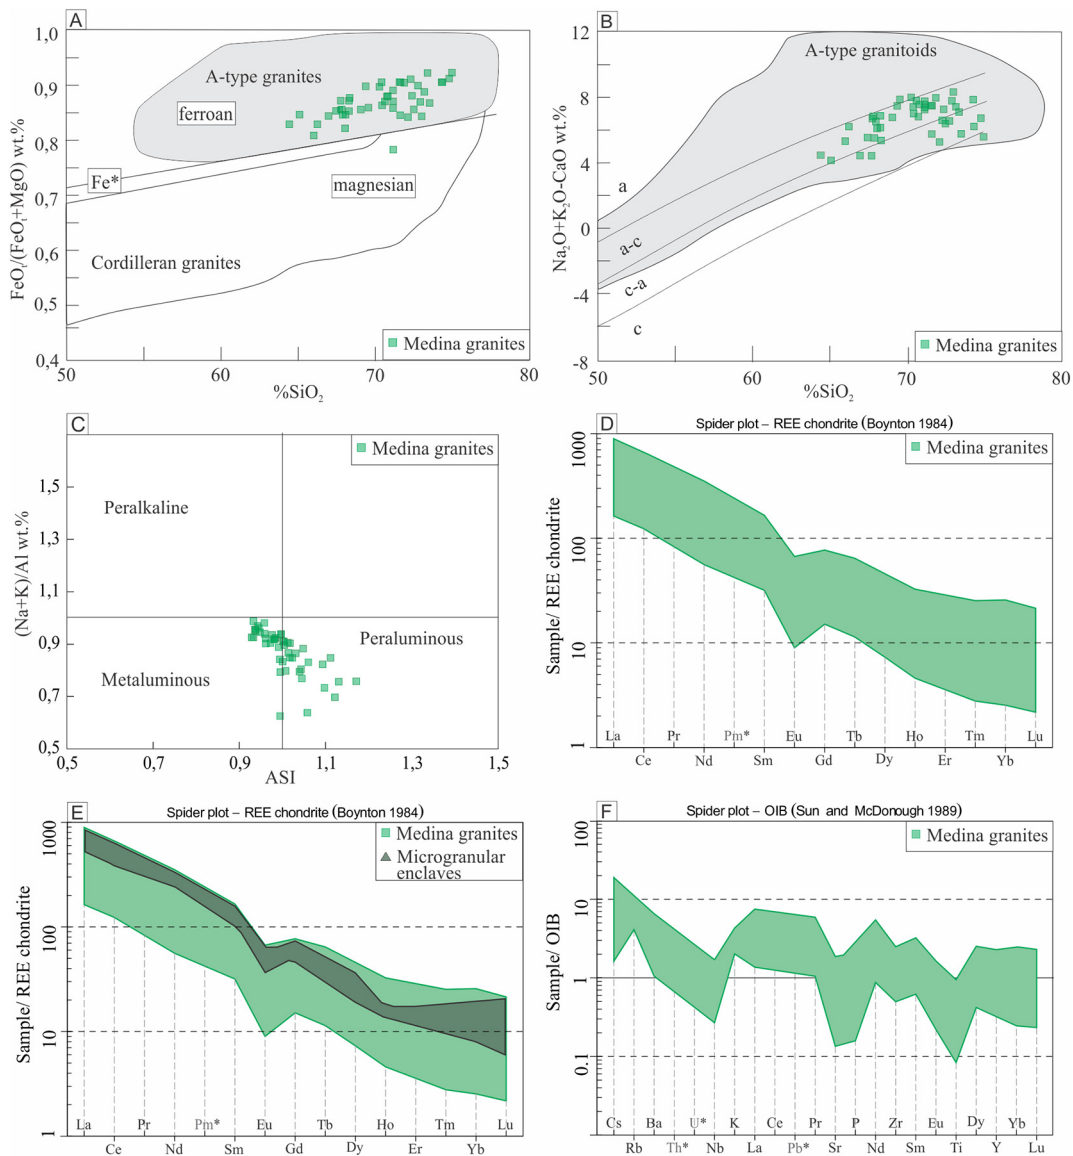 A
1,0
0,9
0,8
0,7
0,6
0,5
0,4
FeOt/(FeOt+MgO) wt.%
A-type granites
ferroan
Fe*
magnesian
Cordilleran granites
Medina granites
50
60
70
80
%SiO2
B
12
8
4
0
-4
-8
Na2O+K2O-CaO wt.%
A-type granitoids
a
a-c
c-a
c
Medina granites
50
60
70
80
%SiO2
C
Medina granites
1,5
1,3
1,1
0,9
0,7
0,5
(Na+K)/Al wt.%
Peralkaline
Peraluminous
Metaluminous
0,5
0,7
0,9
1,1
1,3
1,5
ASI
D
Spider plot – REE chondrite (Boynton 1984)
Medina granites
1000
100
10
1
Sample/ REE chondrite
La Pr Pm* Eu Tb Ho Tm Lu
Ce Nd Sm Gd Dy Er Yb
E
Spider plot – REE chondrite (Boynton 1984)
Medina granites
Microgranular
enclaves
1000
100
10
1
Sample/ REE chondrite
La Pr Pm* Eu Tb Ho Tm Lu
Ce Nd Sm Gd Dy Er Yb
F
Spider plot – OIB (Sun and McDonough 1989)
Medina granites
100
10
1
0.1
Sample/ OIB
Cs Ba U* K Ce Pr P Zr Eu Dy Yb
Rb Th* Nb La Pb* Sr Nd Sm Ti Y Lu